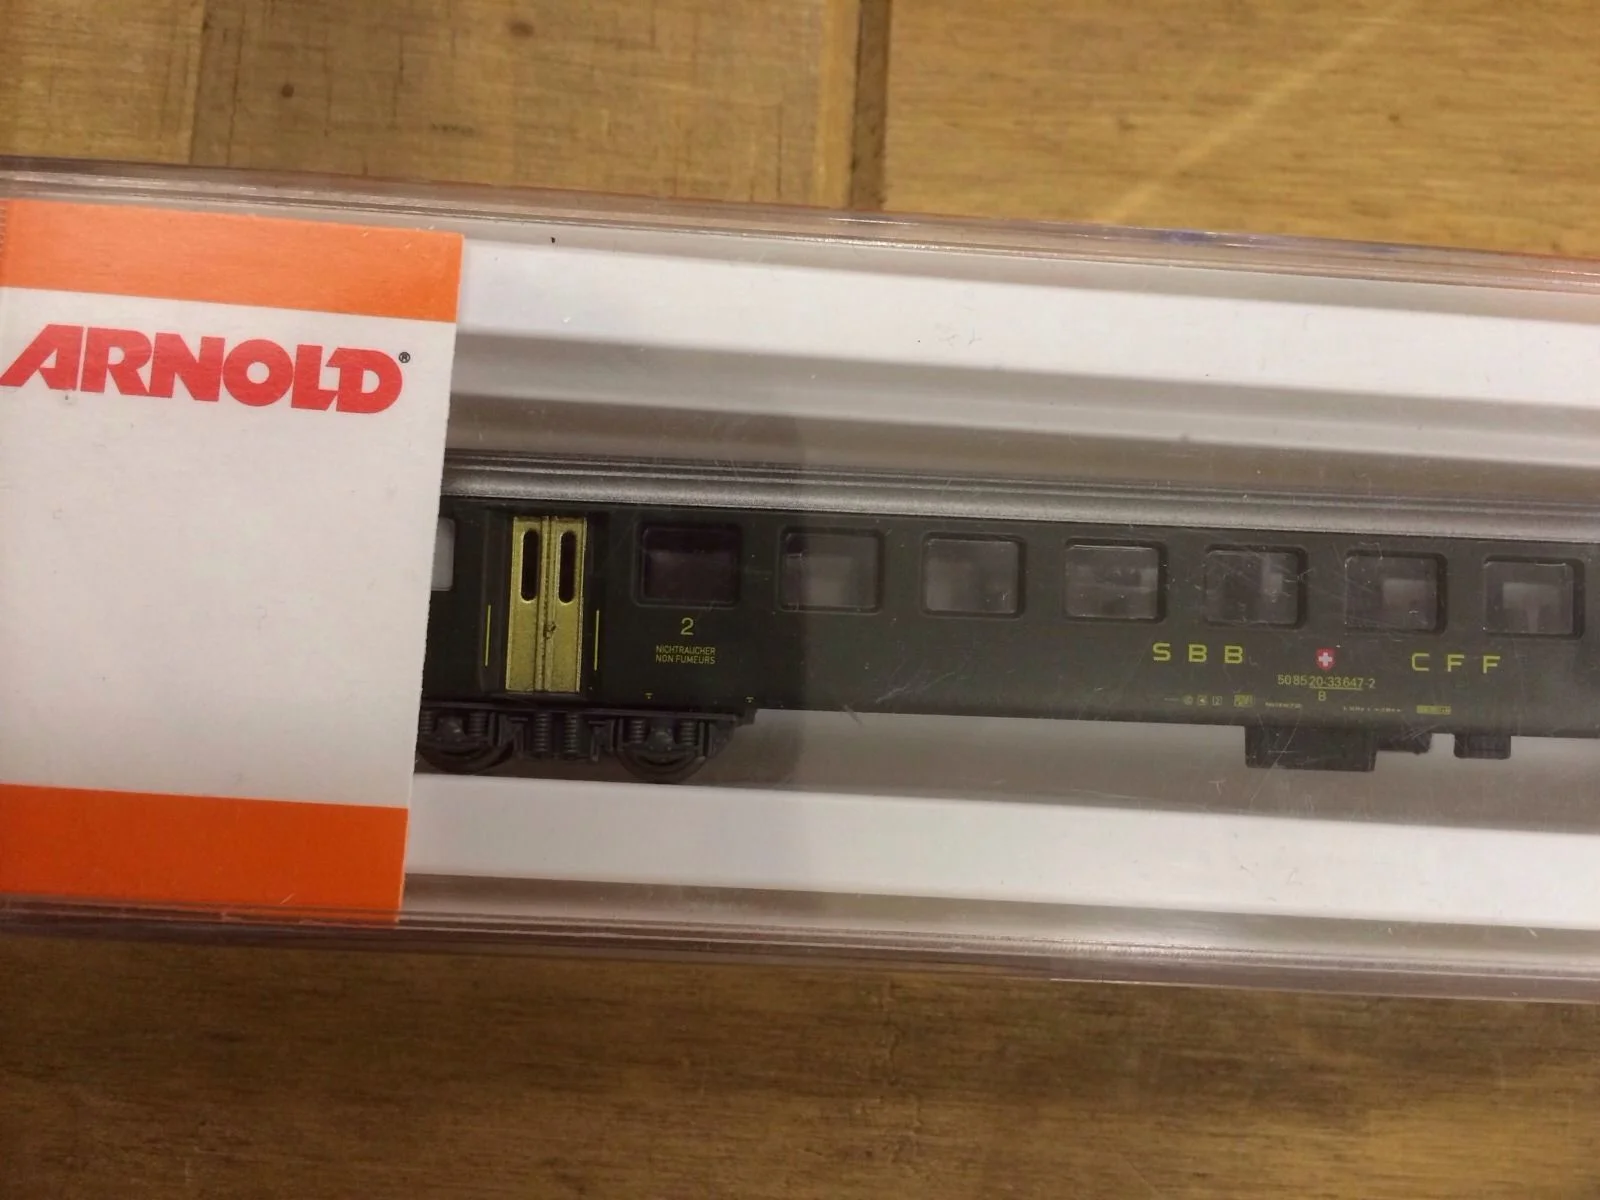 ARNOLD®
2
NICHTRAUCHER
NON FUMEURS
SBB CFF
50 85 20-33 647-2
B